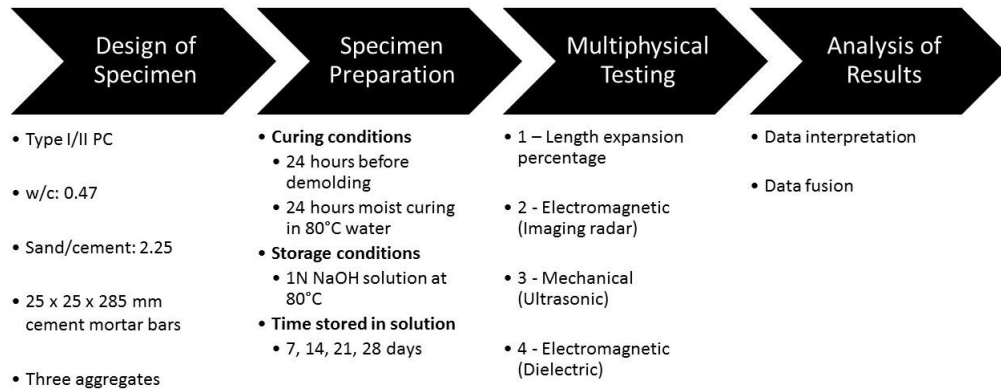 Design of
Specimen
Specimen
Preparation
Multiphysical
Testing
Analysis of
Results
• Type I/II PC
• w/c: 0.47
• Sand/cement: 2.25
• 25 x 25 x 285 mm
cement mortar bars
• Three aggregates
• Curing conditions
• 24 hours before
demolding
• 24 hours moist curing
in 80°C water
• Storage conditions
• 1N NaOH solution at
80°C
• Time stored in solution
• 7, 14, 21, 28 days
• 1 – Length expansion
percentage
• 2 - Electromagnetic
(Imaging radar)
• 3 - Mechanical
(Ultrasonic)
• 4 - Electromagnetic
(Dielectric)
• Data interpretation
• Data fusion